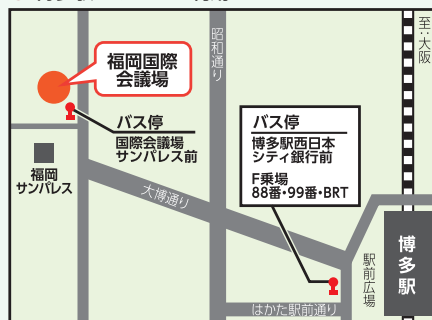 福岡国際
会議場
昭和通り
至::大阪
バス停
国際会議場
サンパレス前
福岡
サンパレス
大博通り
バス停
博多駅西日本
シティ銀行前
F乗場
88番・99番・BRT
博多駅
駅前広場
はかた駅前通り